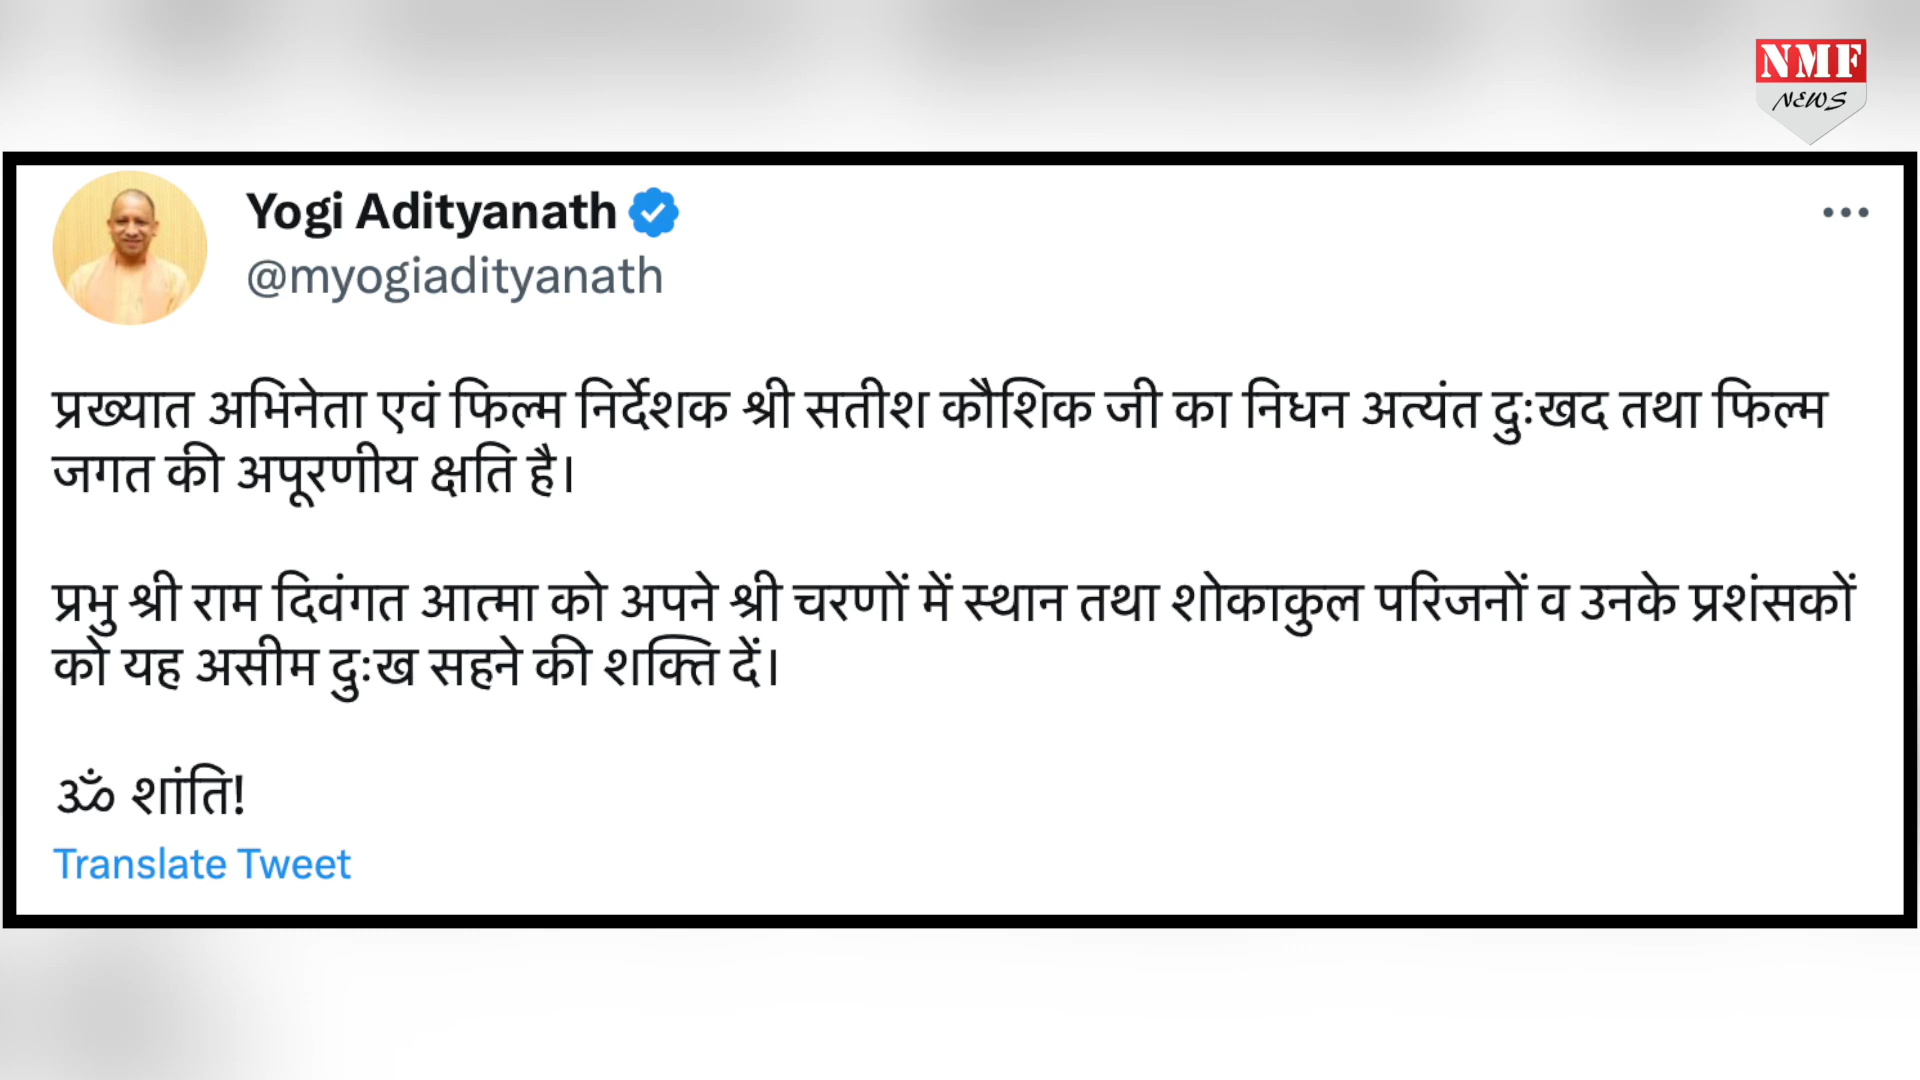 NMF
NEWS
Yogi Adityanath
@myogiadityanath
प्रख्यात अभिनेता एवं फिल्म निर्देशक श्री सतीश कौशिक जी का निधन अत्यंत दुःखद तथा फिल्म
जगत की अपूरणीय क्षति है।
प्रभु श्री राम दिवंगत आत्मा को अपने श्री चरणों में स्थान तथा शोकाकुल परिजनों व उनके प्रशंसकों
को यह असीम दुःख सहने की शक्ति दें।
ॐ शांति!
Translate Tweet